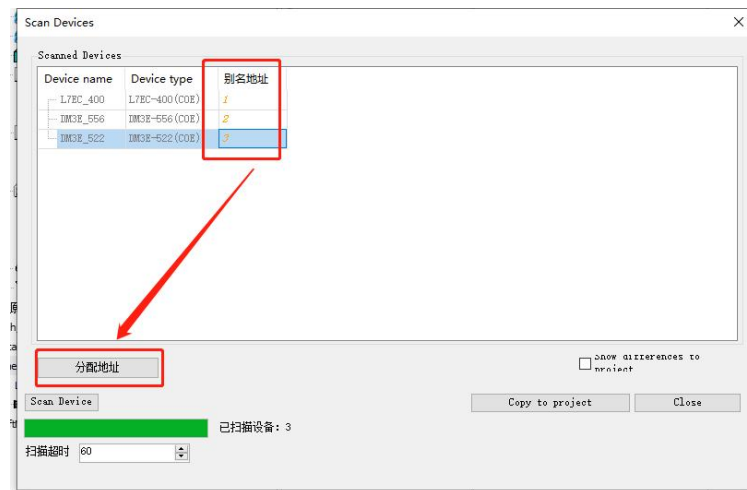 Scan Devices
Scanned Devices
Device name Device type 别名地址
L7EC_400 L7EC-400(COE) 1
DM3E_556 DM3E-556(COE) 2
DM3E_522 DM3E-522(COE) 3
分配地址
Show differences to
project
Scan Device
Copy to project
Close
已扫描设备: 3
扫描超时 60